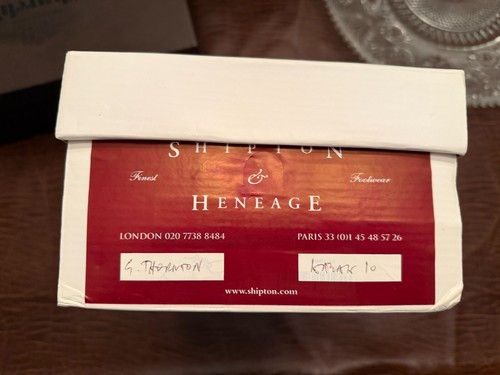 SHIPTON
Finest & Footwear
HENEAGE
LONDON 020 7738 8484 PARIS 33 (0)1 45 48 57 26
G. THORNTON 10
www.shipton.com